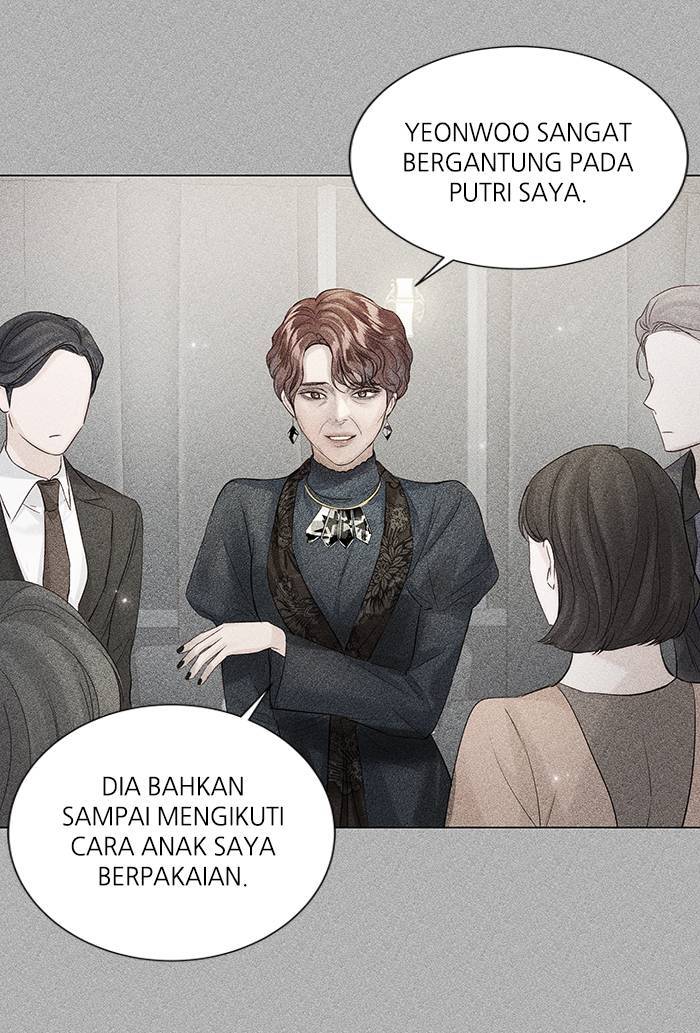 YEONWOO SANGAT
BERGANTUNG PADA
PUTRI SAYA.
DIA BAHKAN
SAMPAI MENGIKUTI
CARA ANAK SAYA
BERPAKAIAN.